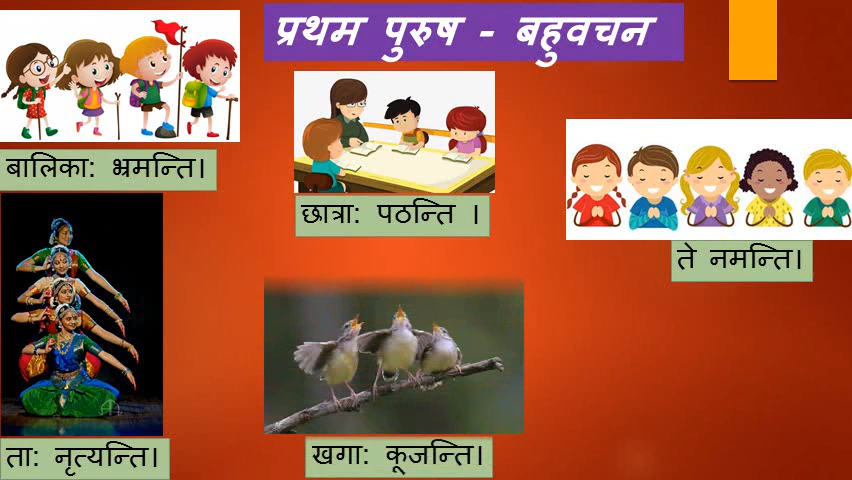 प्रथम पुरुष - बहुवचन
बालिका: भ्रमन्ति।
छात्रा: पठन्ति ।
ते नमन्ति।
ता: नृत्यन्ति।
खगा: कूजन्ति।